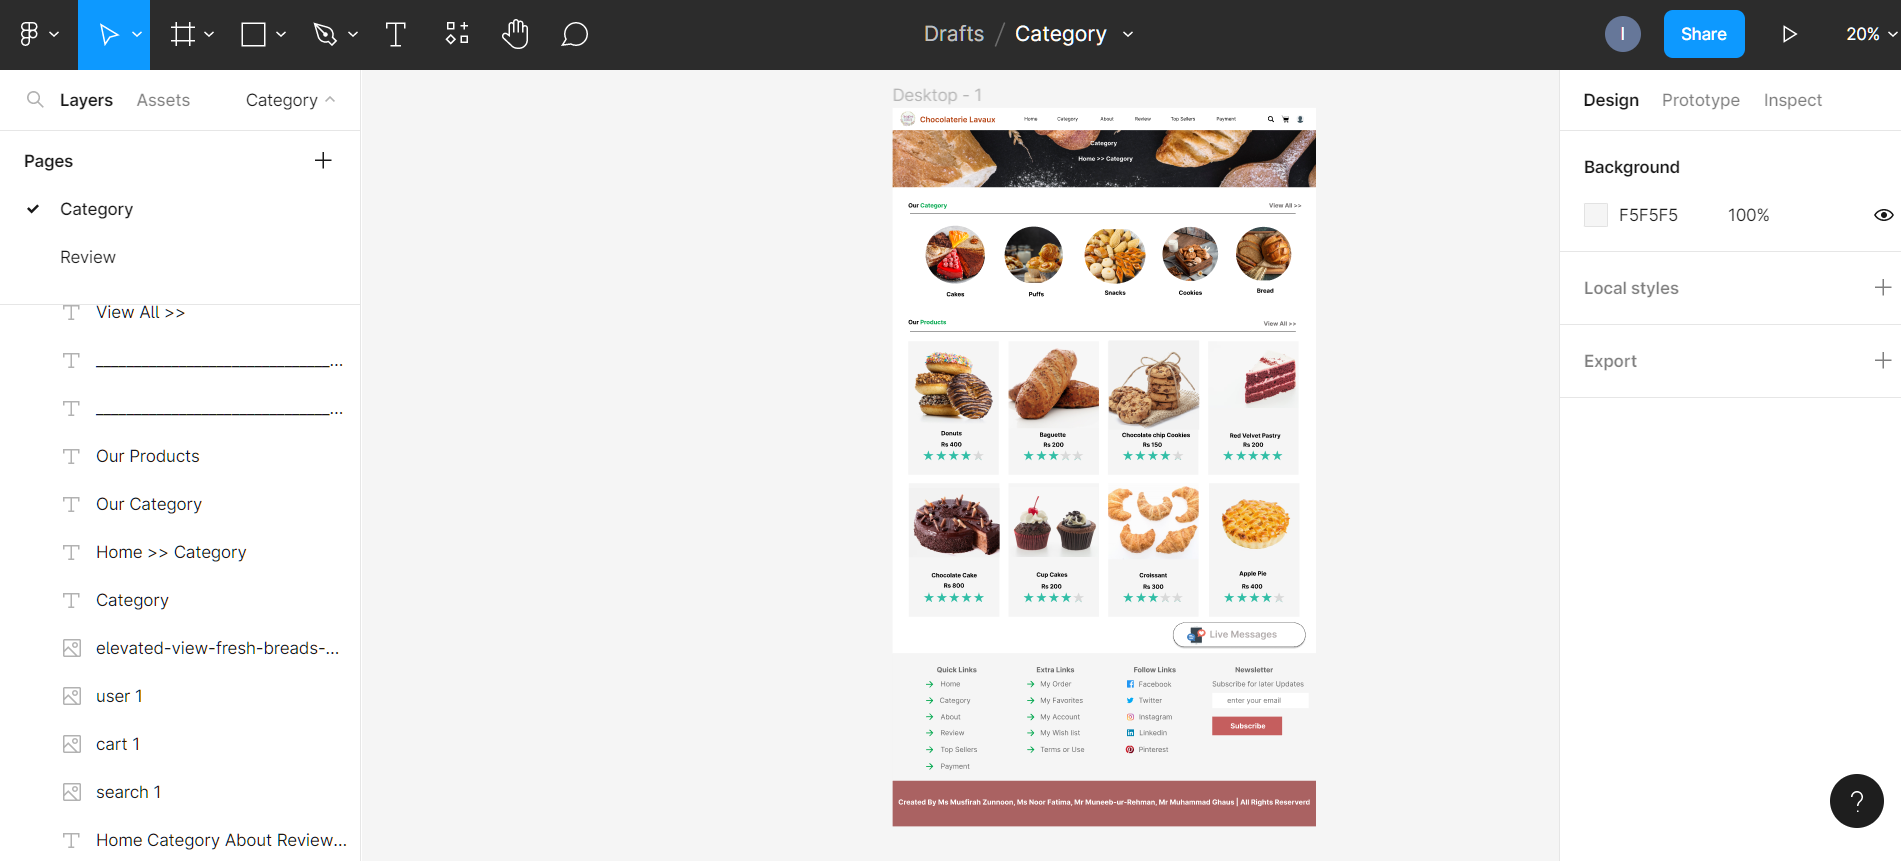 Drafts / Category
I
Share
20%
Layers
Assets
Category
Pages
Category
Review
View All >>
________________________________...
________________________________...
Our Products
Our Category
Home >> Category
Category
elevated-view-fresh-breads-...
user 1
cart 1
search 1
Home Category About Review...
Desktop - 1
Chocolaterie Lavaux
Home
Category
About
Review
Top Sellers
Payment
Category
Home >> Category
Our Category
View All >>
Cakes
Puffs
Snacks
Cookies
Bread
Our Products
View All >>
Donuts
Rs 400
Baguette
Rs 200
Chocolate chip Cookies
Rs 150
Red Velvet Pastry
Rs 200
Chocolate Cake
Rs 800
Cup Cakes
Rs 200
Croissant
Rs 300
Apple Pie
Rs 400
Live Messages
Quick Links
Home
Category
About
Review
Top Sellers
Payment
Extra Links
My Order
My Favorites
My Account
My Wish list
Terms or Use
Follow Links
Facebook
Twitter
Instagram
Linkedin
Pinterest
Newsletter
Subscribe for later Updates
enter your email
Subscribe
Created By Ms Musfirah Zunnoon, Ms Noor Fatima, Mr Muneeb-ur-Rehman, Mr Muhammad Ghaus | All Rights Reserverd
Design
Prototype
Inspect
Background
F5F5F5
100%
Local styles
Export
?